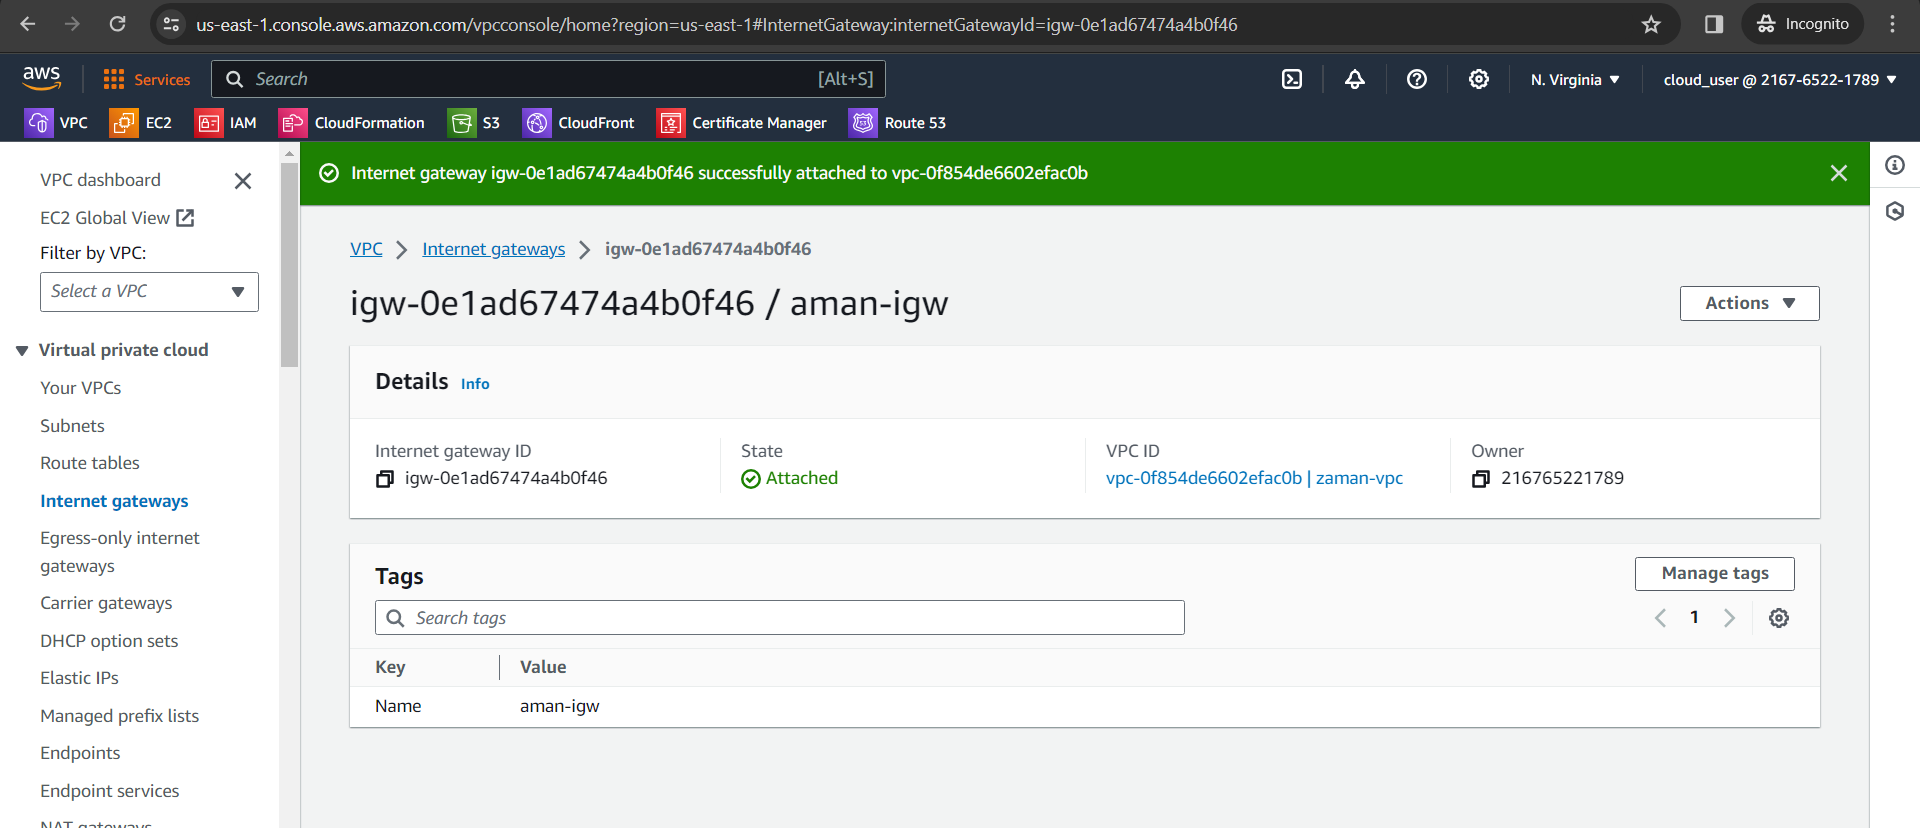 us-east-1.console.aws.amazon.com/vpcconsole/home?region=us-east-1#InternetGateway:internetGatewayId=igw-0e1ad67474a4b0f46
Incognito
aws
Services
Search
[Alt+S]
N. Virginia
cloud_user @ 2167-6522-1789
VPC
EC2
IAM
CloudFormation
S3
CloudFront
Certificate Manager
Route 53
VPC dashboard
EC2 Global View
Filter by VPC:
Select a VPC
Virtual private cloud
Your VPCs
Subnets
Route tables
Internet gateways
Egress-only internet
gateways
Carrier gateways
DHCP option sets
Elastic IPs
Managed prefix lists
Endpoints
Endpoint services
NAT gateways
Internet gateway igw-0e1ad67474a4b0f46 successfully attached to vpc-0f854de6602efac0b
VPC
Internet gateways
igw-0e1ad67474a4b0f46
igw-0e1ad67474a4b0f46 / aman-igw
Actions
Details Info
Internet gateway ID
igw-0e1ad67474a4b0f46
State
Attached
VPC ID
vpc-0f854de6602efac0b | zaman-vpc
Owner
216765221789
Tags
Manage tags
Search tags
1
Key
Value
Name
aman-igw